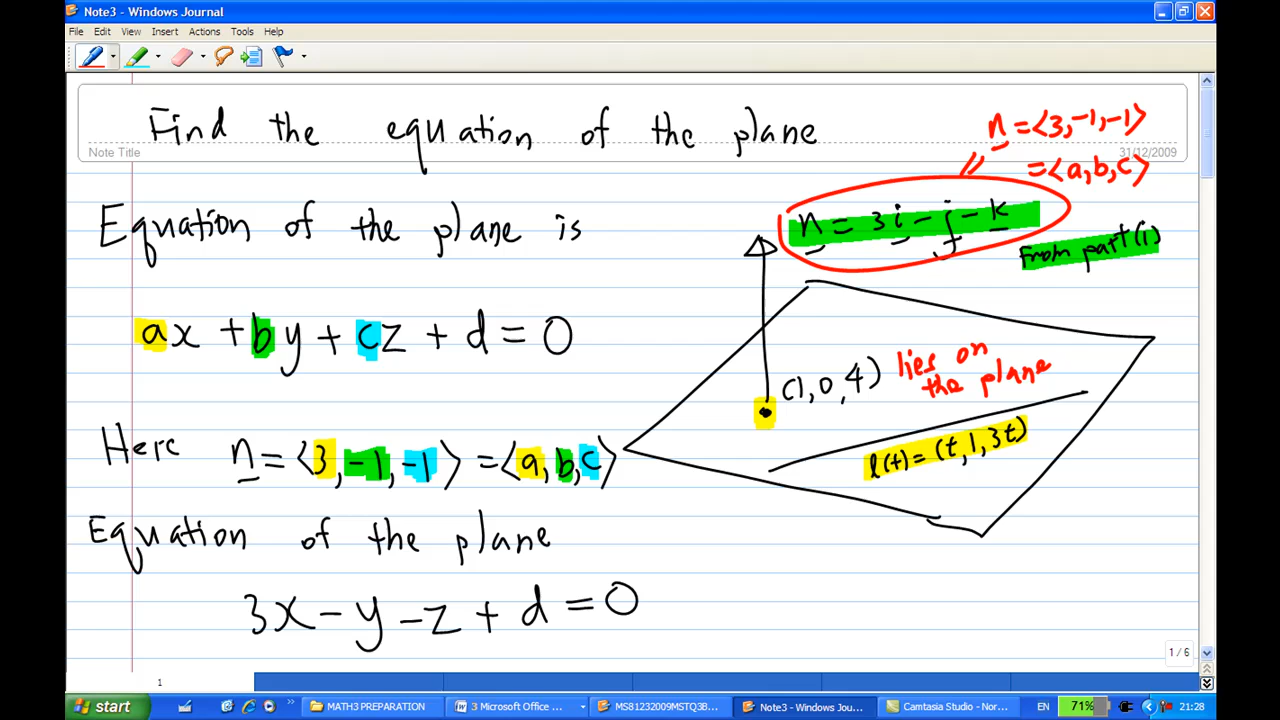 Note3 - Windows Journal
File Edit View Insert Actions Tools Help
Find the equation of the plane
Note Title
31/12/2009
n = <3,-1,-1>
= <a,b,c>
Equation of the plane is
n = 3i - j - k
From part(i)
ax + by + cz + d = 0
(1,0,4) lies on
the plane
l(t) = (t, 1, 3t)
Here n = <3, -1, -1> = <a, b, c>
Equation of the plane
3x - y - z + d = 0
1 / 6
1
start
MATH3 PREPARATION
3 Microsoft Office ...
MS81232009MSTQ3B...
Note3 - Windows Jou...
Camtasia Studio - Nor...
EN
71%
21:28